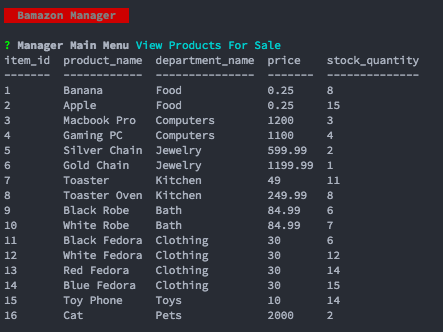 Bamazon Manager
? Manager Main Menu View Products For Sale
item_id  product_name  department_name  price    stock_quantity
-------  ------------  ---------------  -------  --------------
1        Banana        Food             0.25     8
2        Apple         Food             0.25     15
3        Macbook Pro   Computers        1200     3
4        Gaming PC     Computers        1100     4
5        Silver Chain  Jewelry          599.99   2
6        Gold Chain    Jewelry          1199.99  1
7        Toaster       Kitchen          49       11
8        Toaster Oven  Kitchen          249.99   8
9        Black Robe    Bath             84.99    6
10       White Robe    Bath             84.99    7
11       Black Fedora  Clothing         30       6
12       White Fedora  Clothing         30       12
13       Red Fedora    Clothing         30       14
14       Blue Fedora   Clothing         30       15
15       Toy Phone     Toys             10       14
16       Cat           Pets             2000     2